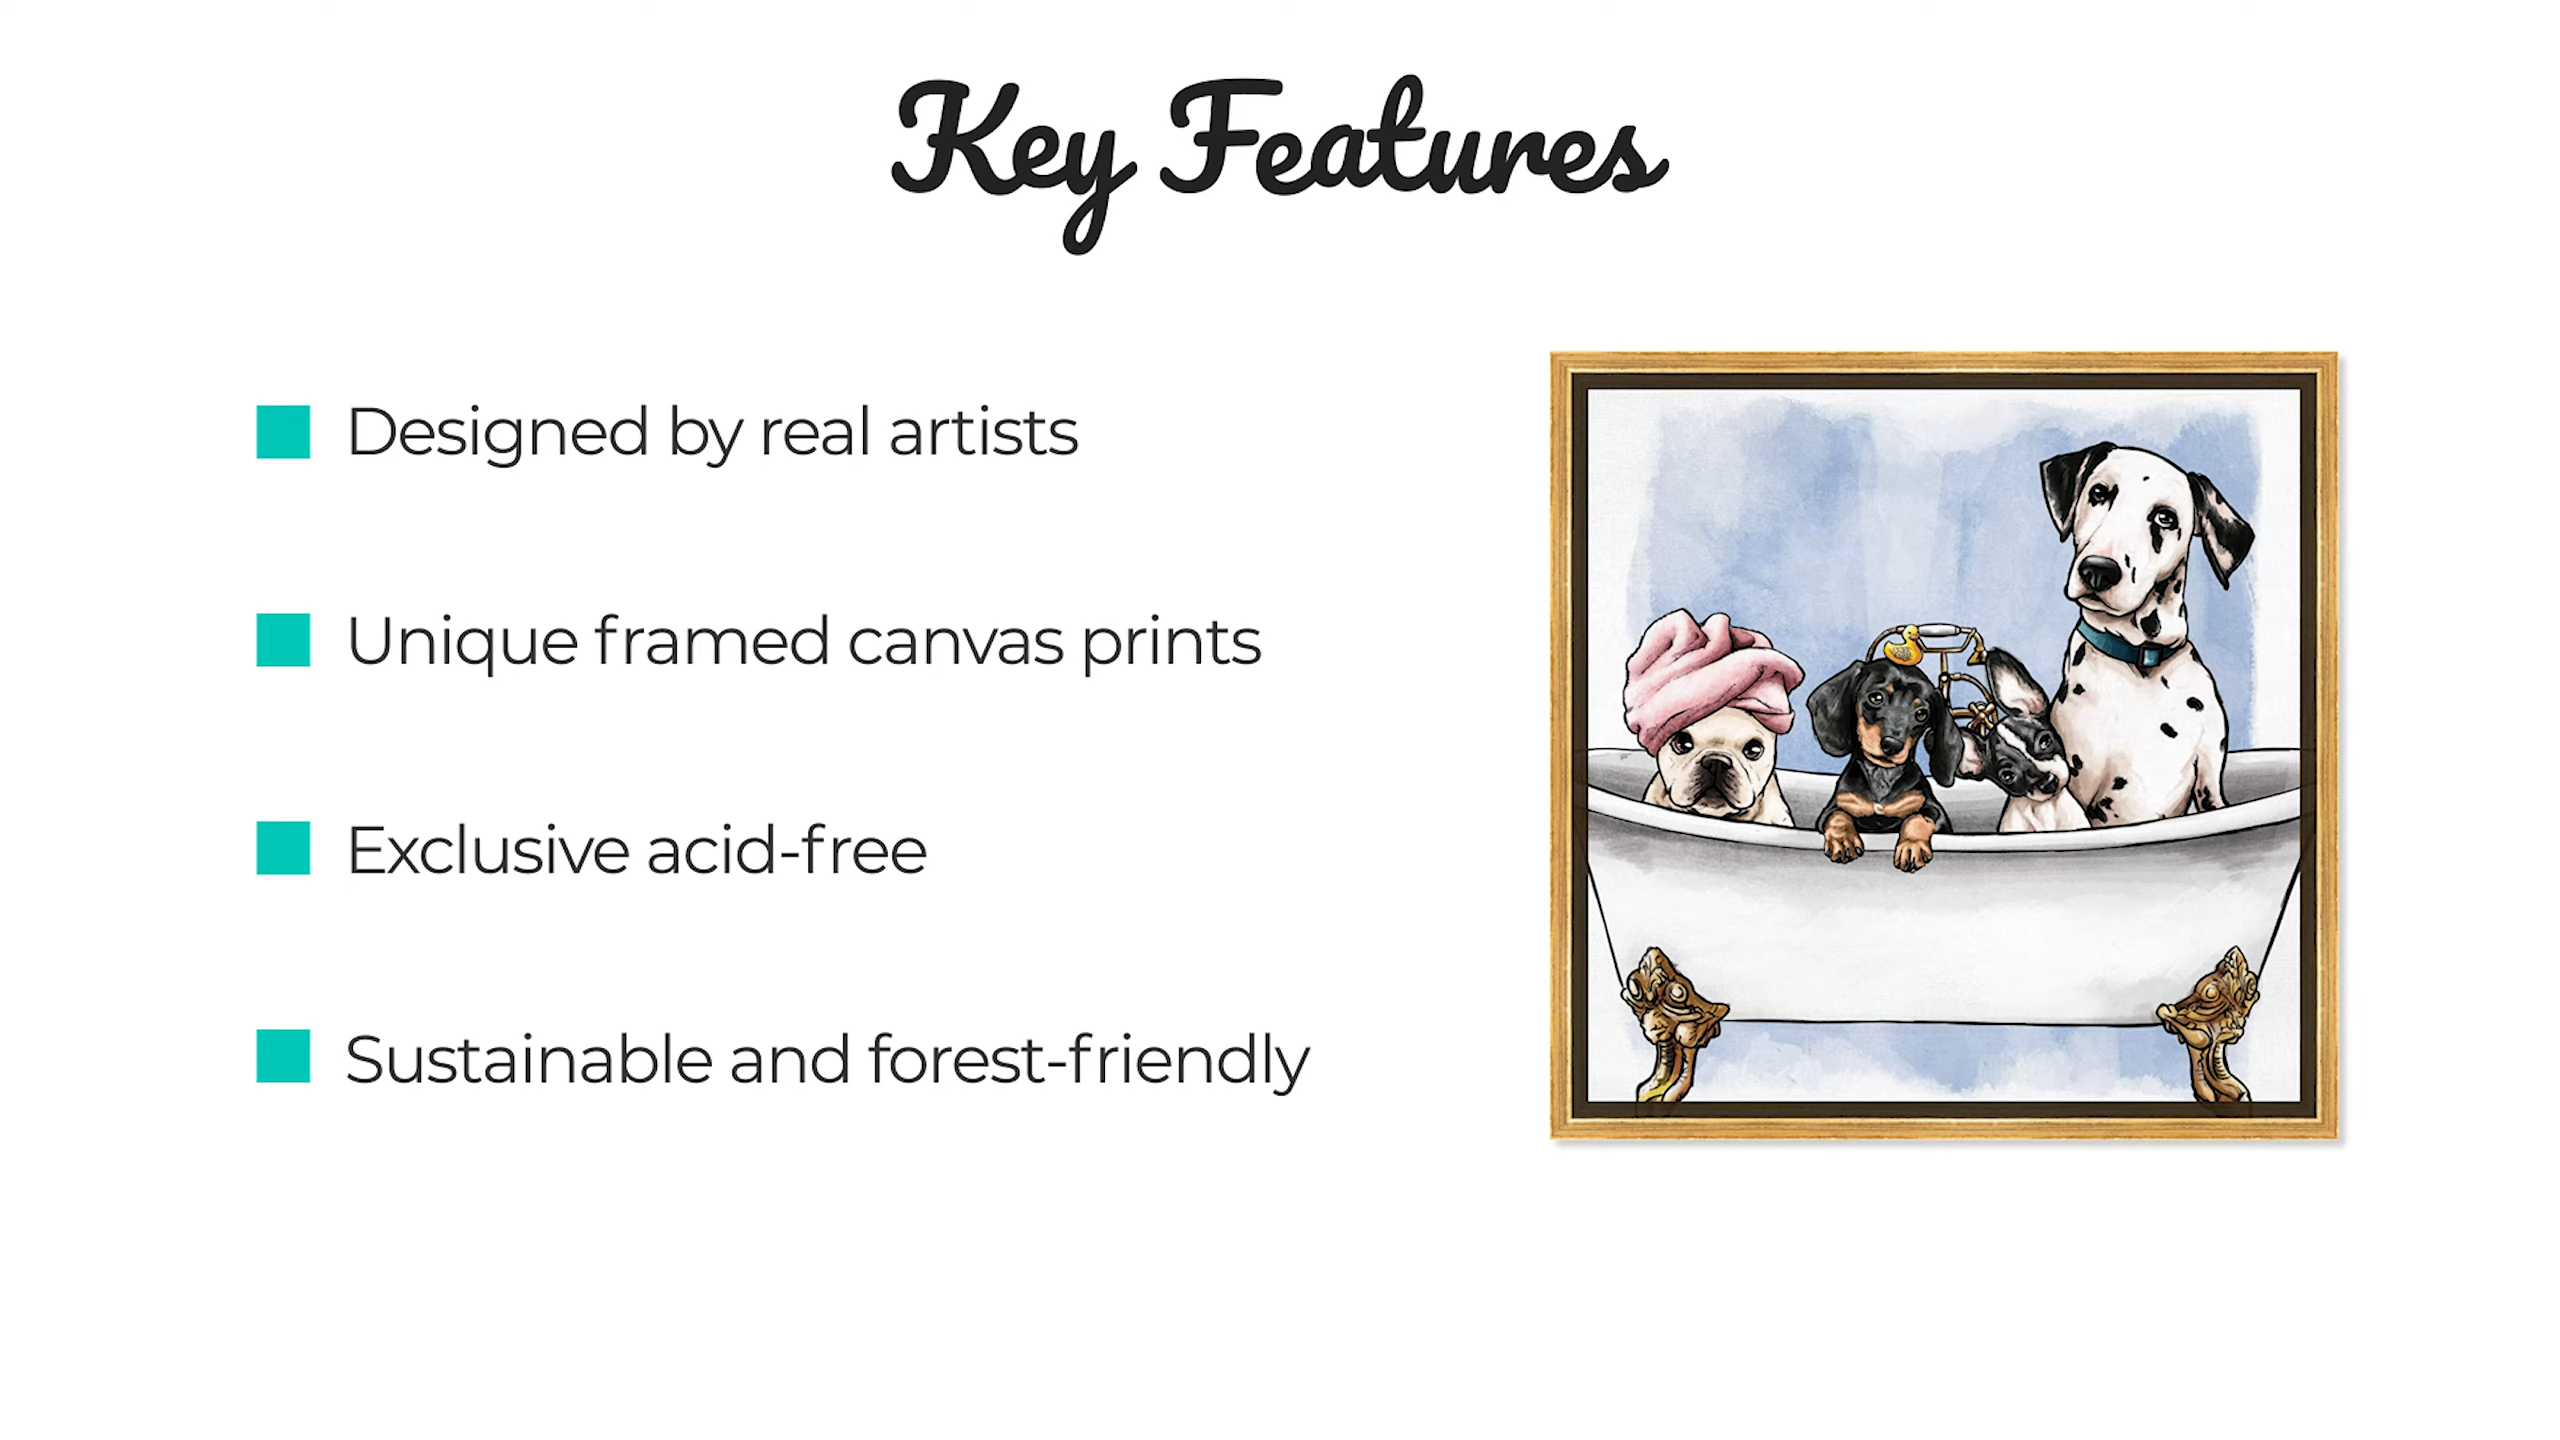 Key Features
Designed by real artists
Unique framed canvas prints
Exclusive acid-free
Sustainable and forest-friendly